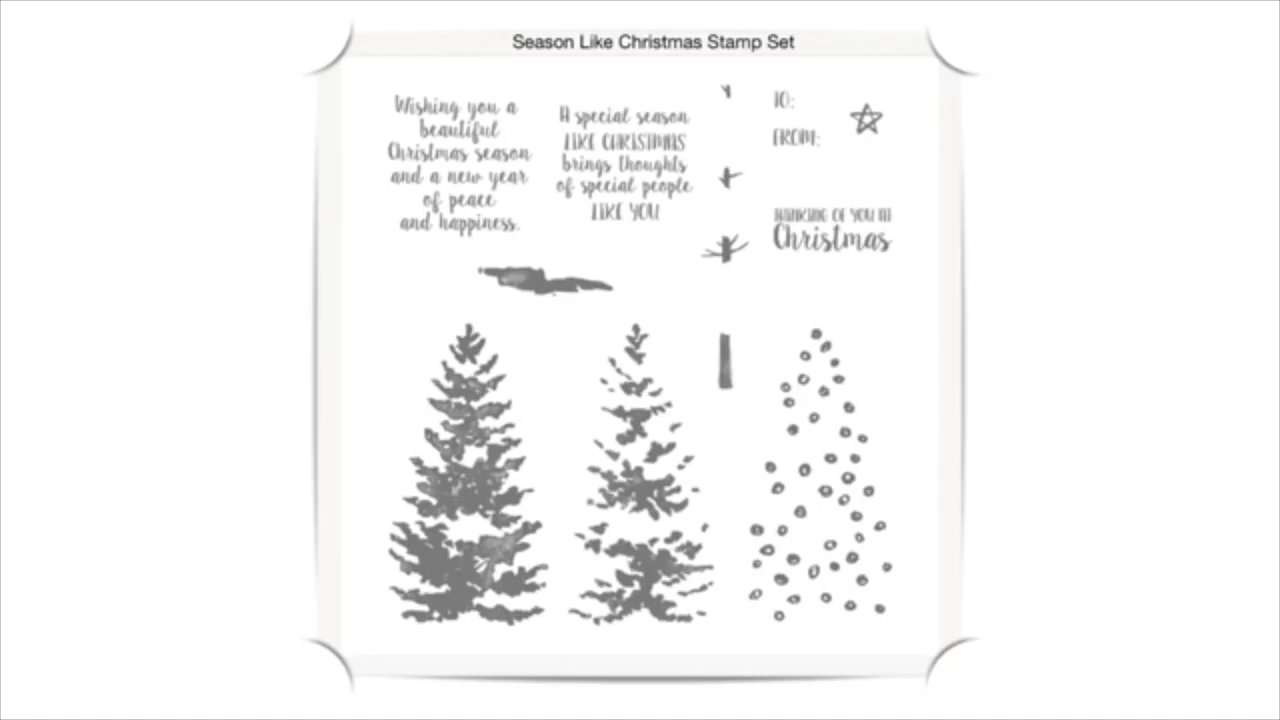 Season Like Christmas Stamp Set
Wishing you a
beautiful
Christmas season
and a new year
of peace
and happiness.
A special season
LIKE CHRISTMAS
brings thoughts
of special people
LIKE YOU
TO:
FROM:
THINKING OF YOU AT
Christmas